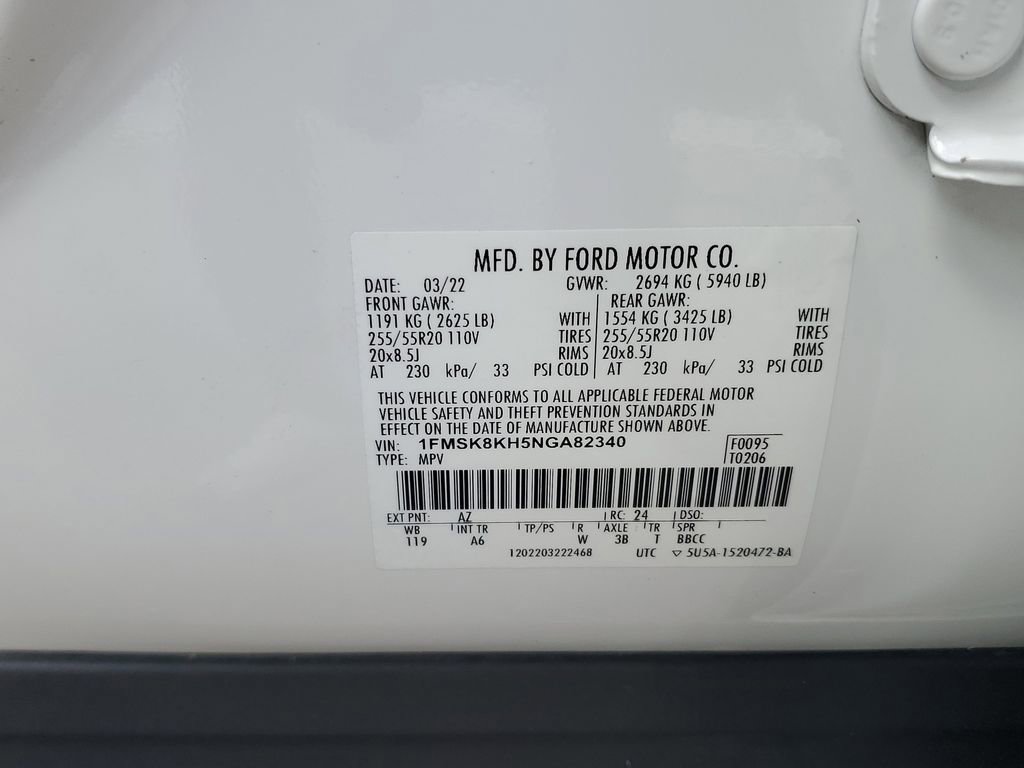 MFD. BY FORD MOTOR CO.
DATE: 03/22 GVWR: 2694 KG ( 5940 LB)
FRONT GAWR: REAR GAWR:
1191 KG ( 2625 LB) WITH 1554 KG ( 3425 LB) WITH
255/55R20 110V TIRES 255/55R20 110V TIRES
20x8.5J RIMS 20x8.5J RIMS
AT 230 kPa/ 33 PSI COLD AT 230 kPa/ 33 PSI COLD
THIS VEHICLE CONFORMS TO ALL APPLICABLE FEDERAL MOTOR
VEHICLE SAFETY AND THEFT PREVENTION STANDARDS IN
EFFECT ON THE DATE OF MANUFACTURE SHOWN ABOVE.
VIN: 1FMSK8KH5NGA82340 F0095
TYPE: MPV T0206
EXT PNT: AZ RC: 24 DSO:
WB INT TR TP/PS R AXLE TR SPR
119 A6 W 3B T BBCC
1202203222468 UTC ▽ 5U5A-1520472-BA